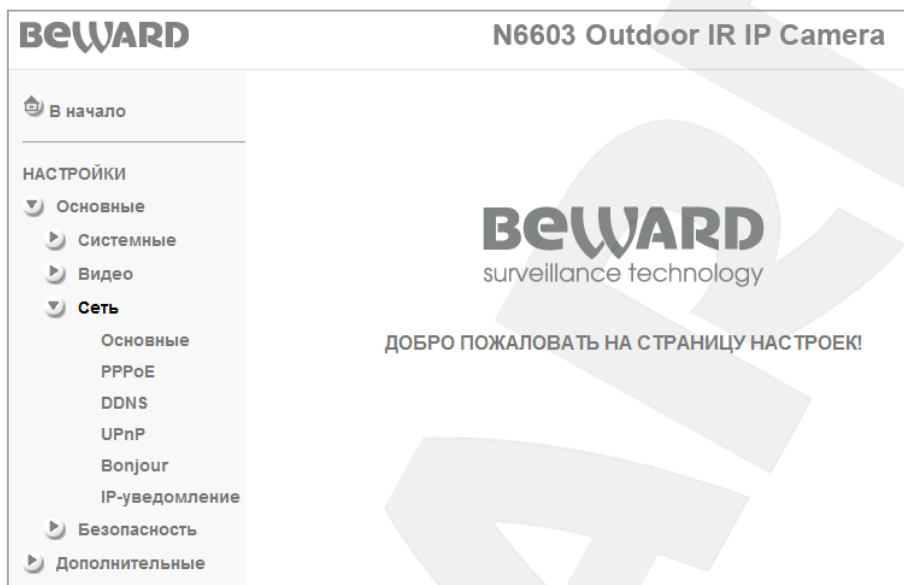 BEWARD
N6603 Outdoor IR IP Camera
В начало
НАСТРОЙКИ
Основные
Системные
Видео
Сеть
Основные
PPPoE
DDNS
UPnP
Bonjour
IP-уведомление
Безопасность
Дополнительные
BEWARD
surveillance technology
ДОБРО ПОЖАЛОВАТЬ НА СТРАНИЦУ НАСТРОЕК!